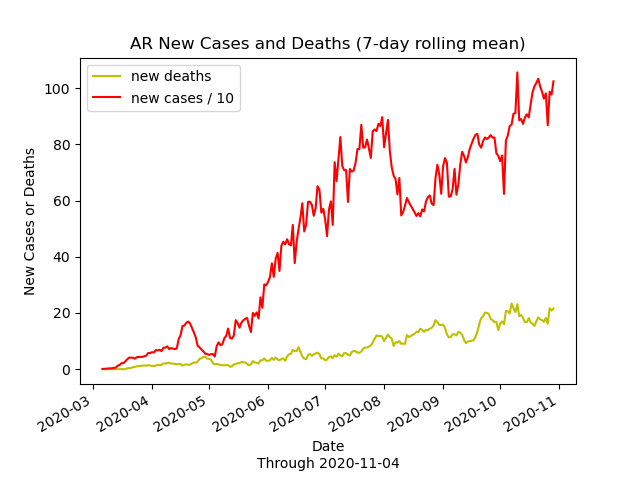 AR New Cases and Deaths (7-day rolling mean)
new deaths
new cases / 10
New Cases or Deaths
100
80
60
40
20
0
2020-03
2020-04
2020-05
2020-06
2020-07
2020-08
2020-09
2020-10
2020-11
Date
Through 2020-11-04